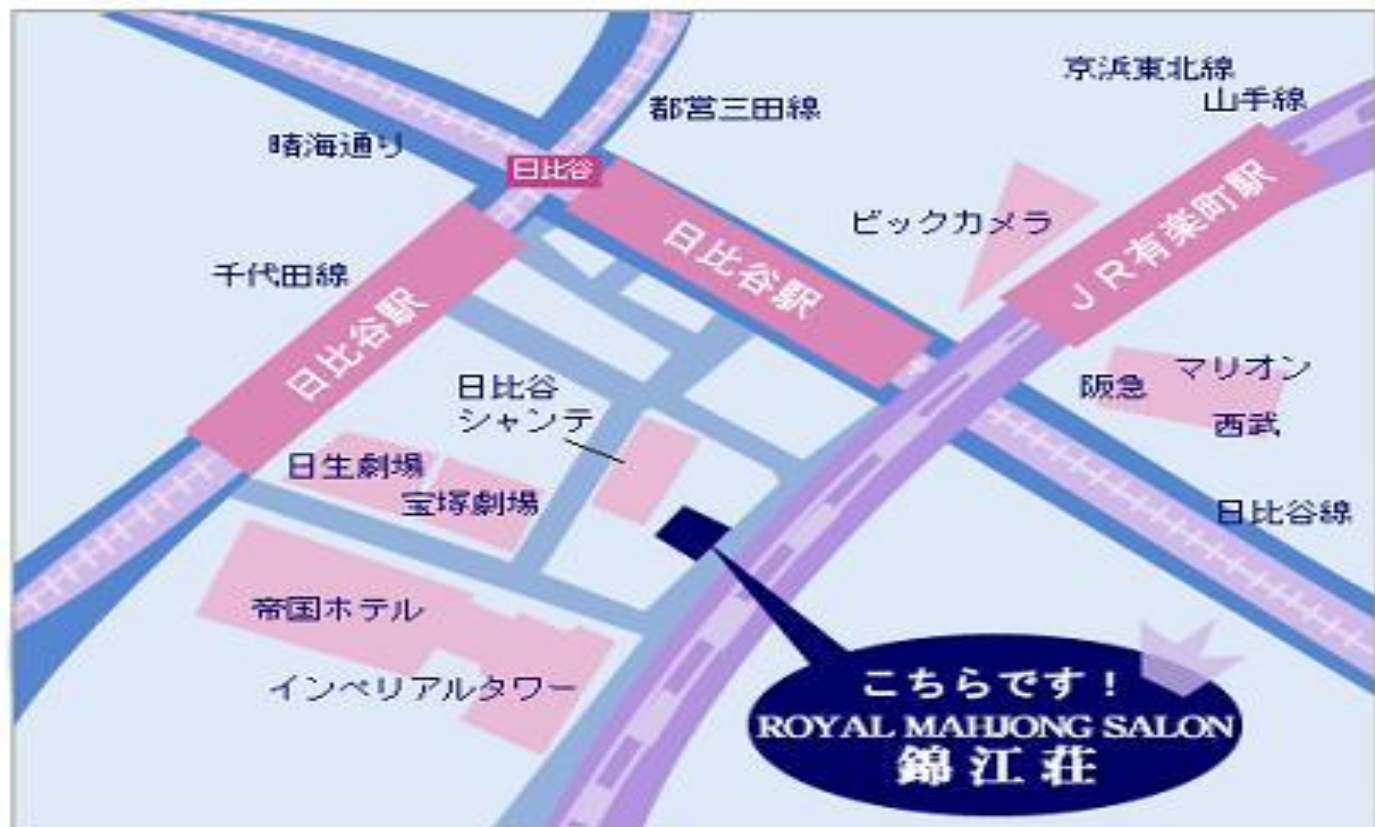 京浜東北線
山手線
都営三田線
晴海通り
日比谷
ビックカメラ
JR有楽町駅
日比谷駅
千代田線
日比谷駅
マリオン
阪急
西武
日比谷
シャンテ
日生劇場
宝塚劇場
日比谷線
帝国ホテル
インペリアルタワー
こちらです！
ROYAL MAHJONG SALON
錦江荘